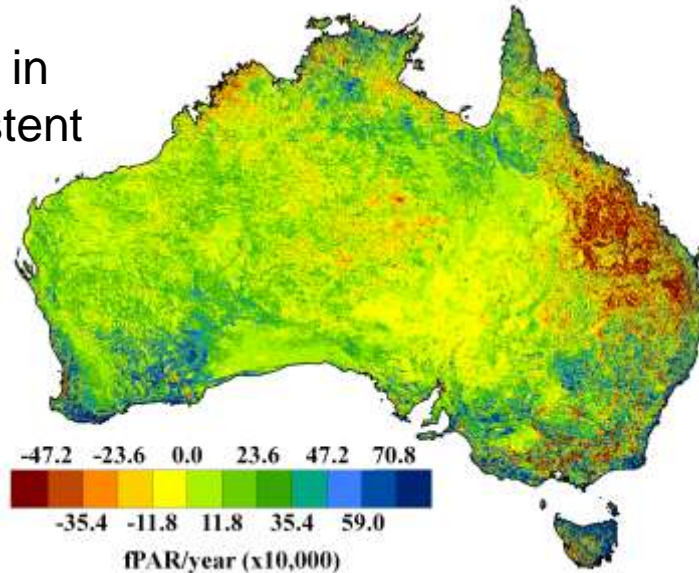 in
stent
-47.2 -23.6 0.0 23.6 47.2 70.8
-35.4 -11.8 11.8 35.4 59.0
fPAR/year (x10,000)